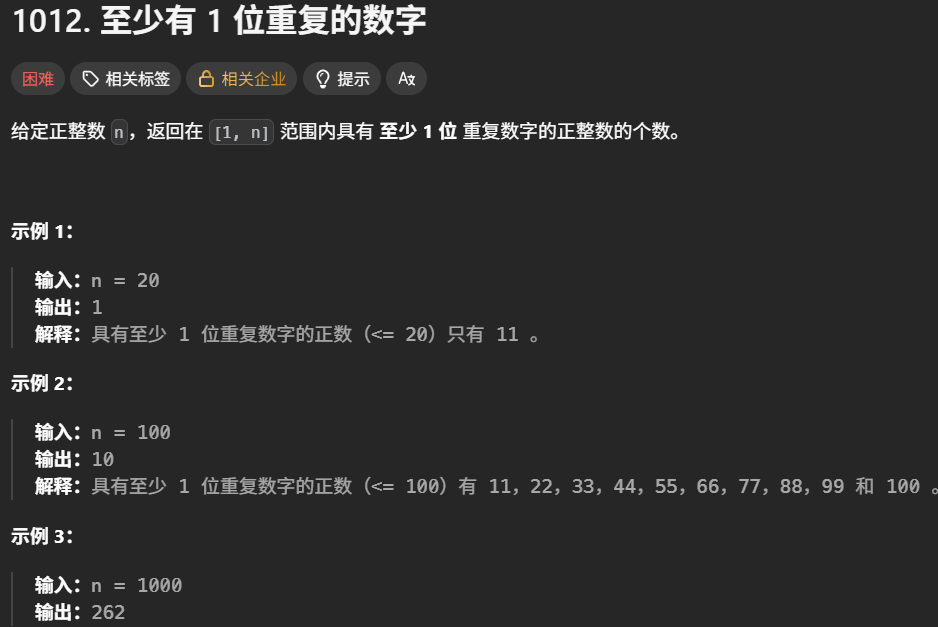 1012. 至少有 1 位重复的数字
困难 相关标签 相关企业 提示 Aあ
给定正整数 n，返回在 [1, n] 范围内具有 至少 1 位 重复数字的正整数的个数。
示例 1：
输入：n = 20
输出：1
解释：具有至少 1 位重复数字的正数（<= 20）只有 11 。
示例 2：
输入：n = 100
输出：10
解释：具有至少 1 位重复数字的正数（<= 100）有 11，22，33，44，55，66，77，88，99 和 100 。
示例 3：
输入：n = 1000
输出：262